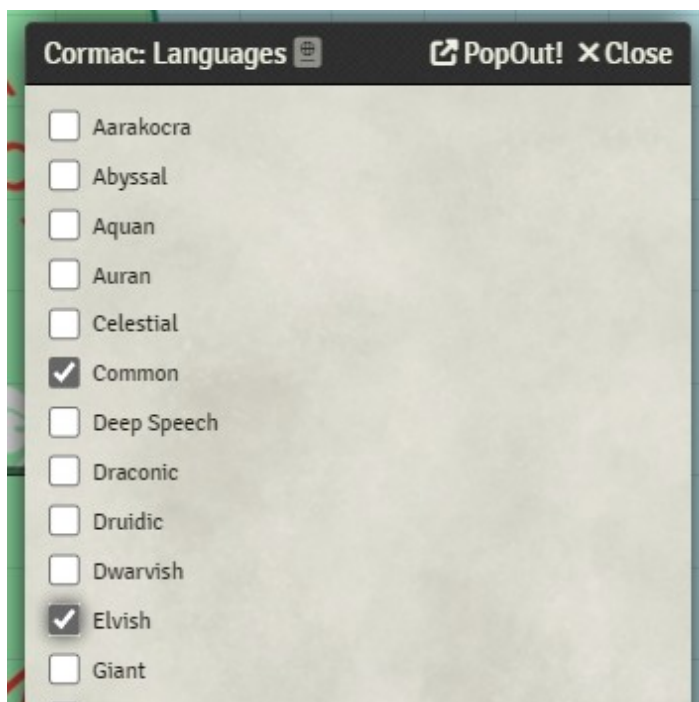 Cormac: Languages PopOut! Close
Aarakocra
Abyssal
Aquan
Auran
Celestial
Common
Deep Speech
Draconic
Druidic
Dwarvish
Elvish
Giant